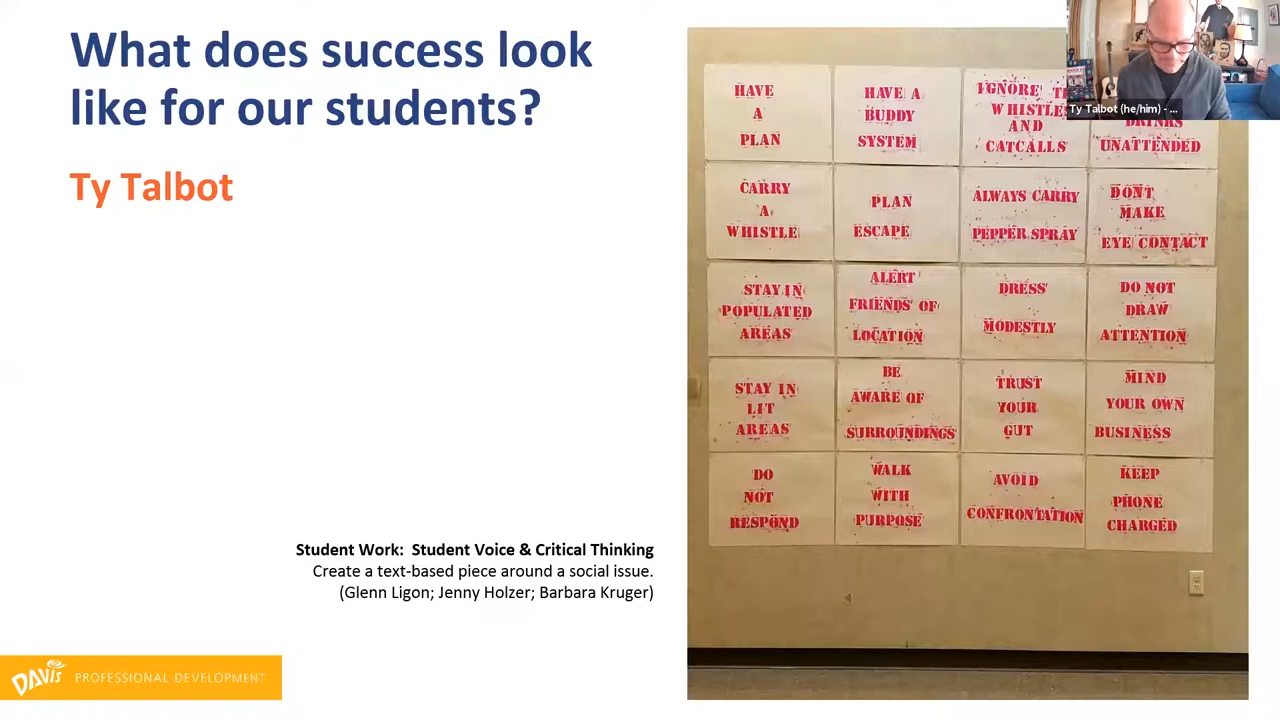 What does success look
like for our students?
Ty Talbot
HAVE
A
PLAN
HAVE A
BUDDY
SYSTEM
IGNORE
WHISTLE
AND
CATCALLS
DRINKS
UNATTENDED
CARRY
A
WHISTLE
PLAN
ESCAPE
ALWAYS CARRY
PEPPER SPRAY
DONT
MAKE
EYE CONTACT
STAY IN
POPULATED
AREAS
ALERT
FRIENDS OF
LOCATION
DRESS
MODESTLY
DO NOT
DRAW
ATTENTION
STAY IN
LIT
AREAS
BE
AWARE OF
SURROUNDINGS
TRUST
YOUR
GUT
MIND
YOUR OWN
BUSINESS
DO
NOT
RESPOND
WALK
WITH
PURPOSE
AVOID
CONFRONTATION
KEEP
PHONE
CHARGED
Ty Talbot (he/him) - ...
Student Work: Student Voice & Critical Thinking
Create a text-based piece around a social issue.
(Glenn Ligon; Jenny Holzer; Barbara Kruger)
DAVIS PROFESSIONAL DEVELOPMENT